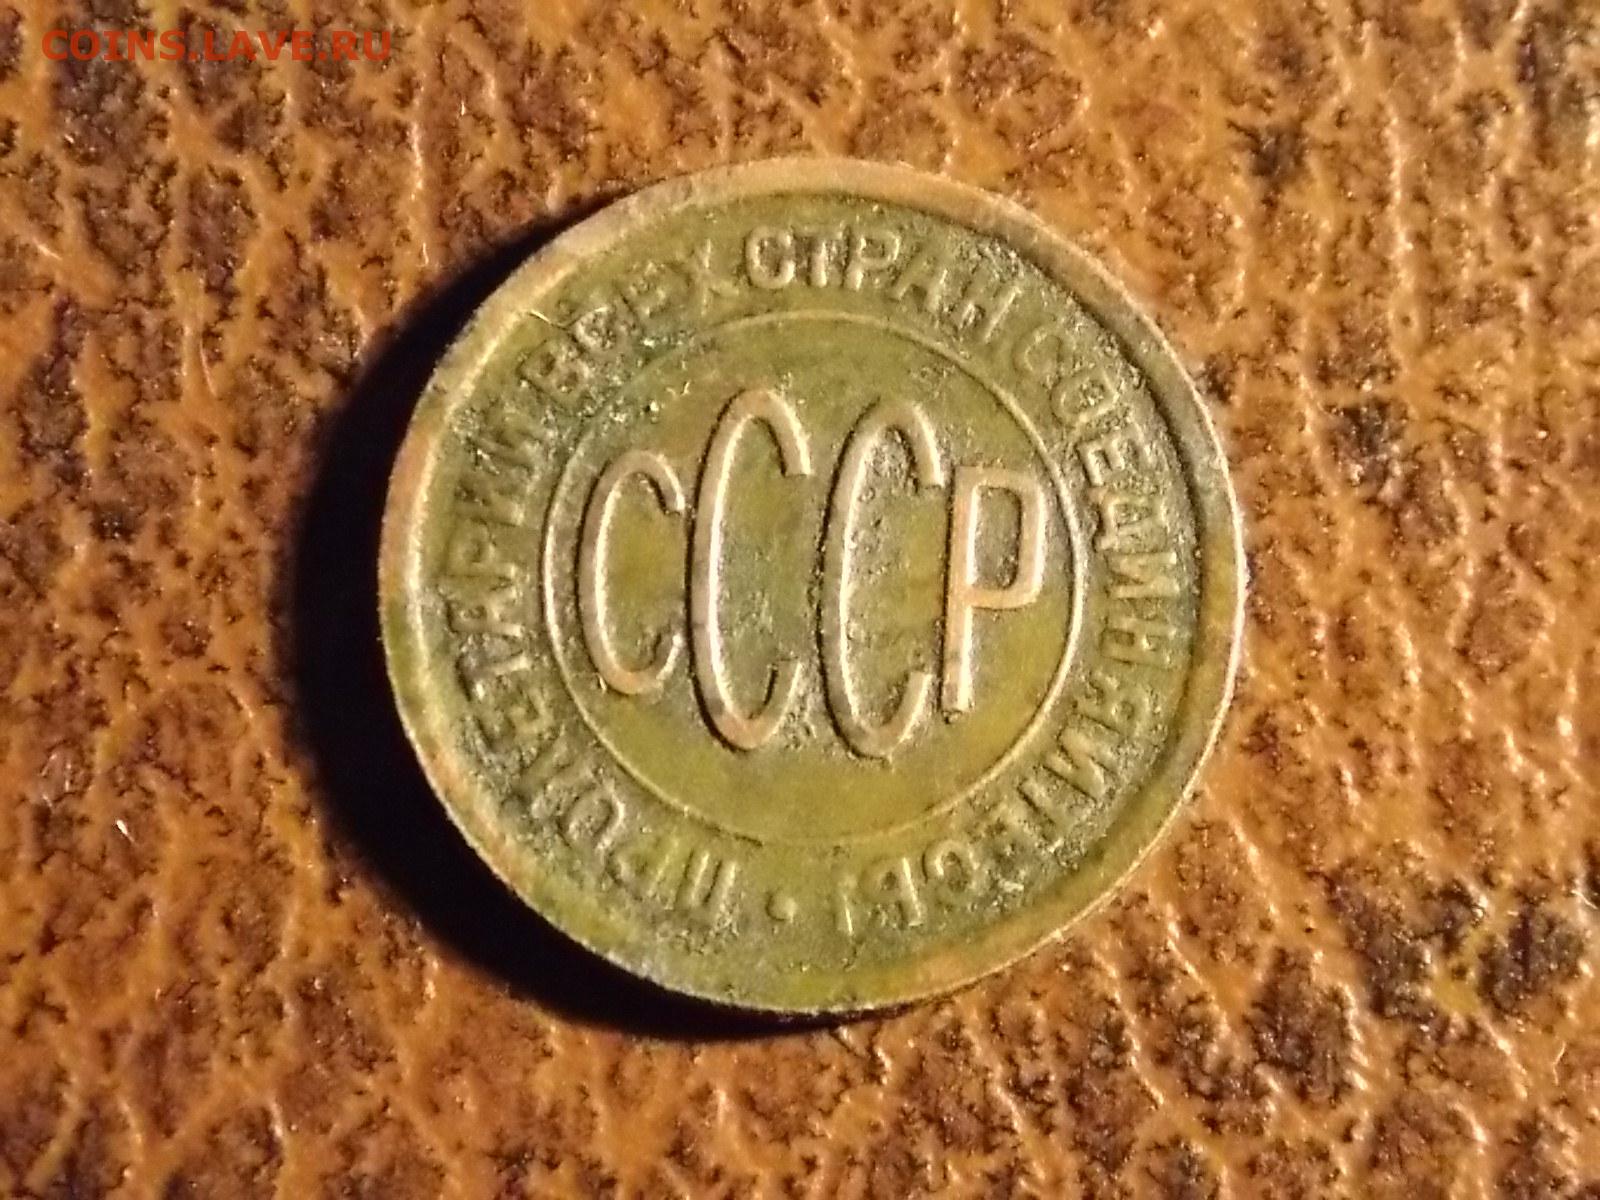 COINS.LAVE.RU
ПРОЛЕТАРИИ ВСЕХ СТРАН СОЕДИНЯЙТЕСЬ! •
СССР